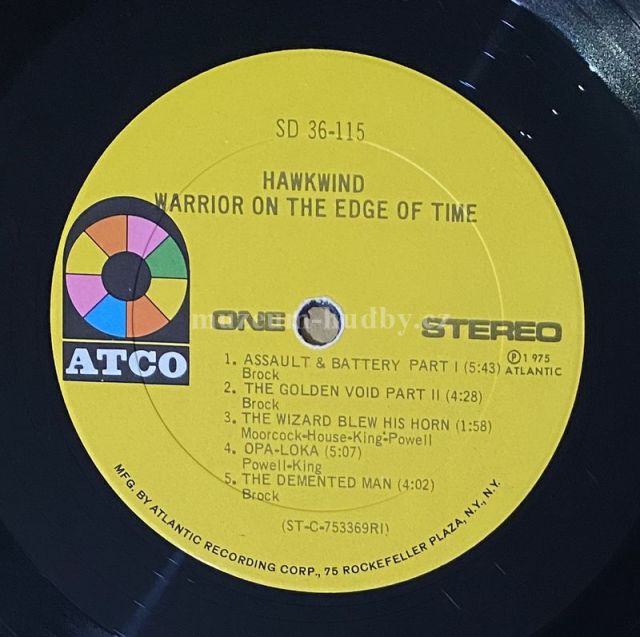 SD 36-115
HAWKWIND
WARRIOR ON THE EDGE OF TIME
ATCO
ONE
STEREO
museum-hudby.cz
℗1975
ATLANTIC
1. ASSAULT & BATTERY PART I (5:43)
Brock
2. THE GOLDEN VOID PART II (4:28)
Brock
3. THE WIZARD BLEW HIS HORN (1:58)
Moorcock-House-King-Powell
4. OPA-LOKA (5:07)
Powell-King
5. THE DEMENTED MAN (4:02)
Brock
(ST-C-753369RI)
MFG. BY ATLANTIC RECORDING CORP., 75 ROCKEFELLER PLAZA, N.Y., N.Y.